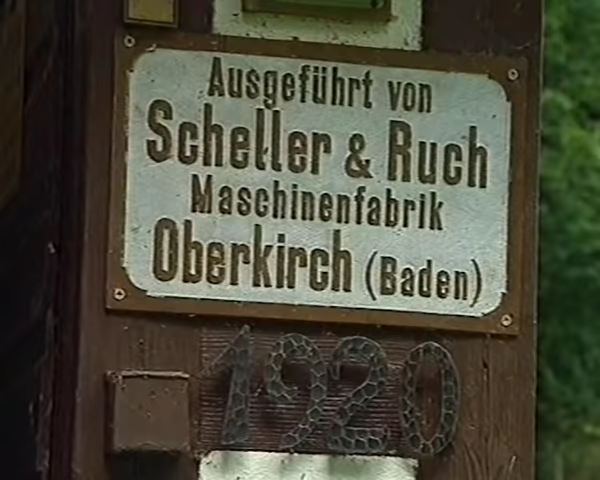 Ausgeführt von
Scheller & Ruch
Maschinenfabrik
Oberkirch (Baden)
1920